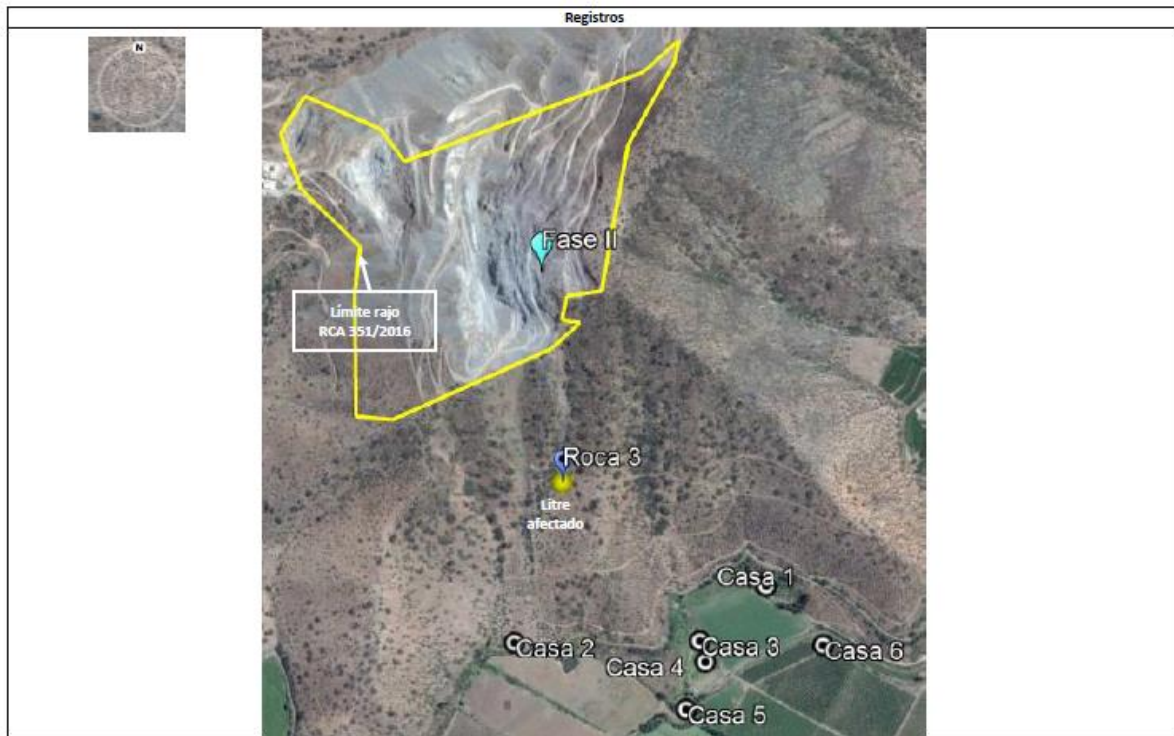 Registros
N
Fase II
Límite rajo
RCA 351/2016
Roca 3
Litre
afectado
Casa 1
Casa 2
Casa 3
Casa 6
Casa 4
Casa 5